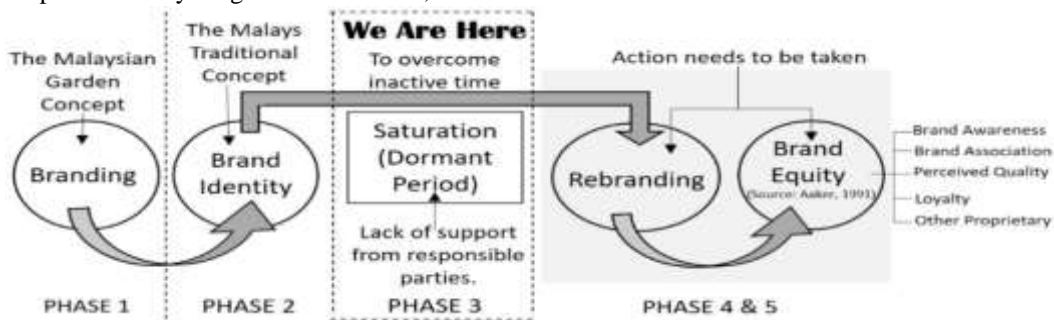 We Are Here
The Malaysian
Garden
Concept
Branding
PHASE 1
The Malays
Traditional
Concept
Brand
Identity
PHASE 2
To overcome
inactive time
Saturation
(Dormant
Period)
Lack of support
from responsible
parties.
PHASE 3
Action needs to be taken
Rebranding
Brand
Equity
(Source: Aaker, 1991)
Brand Awareness
Brand Association
Perceived Quality
Loyalty
Other Proprietary
PHASE 4 & 5